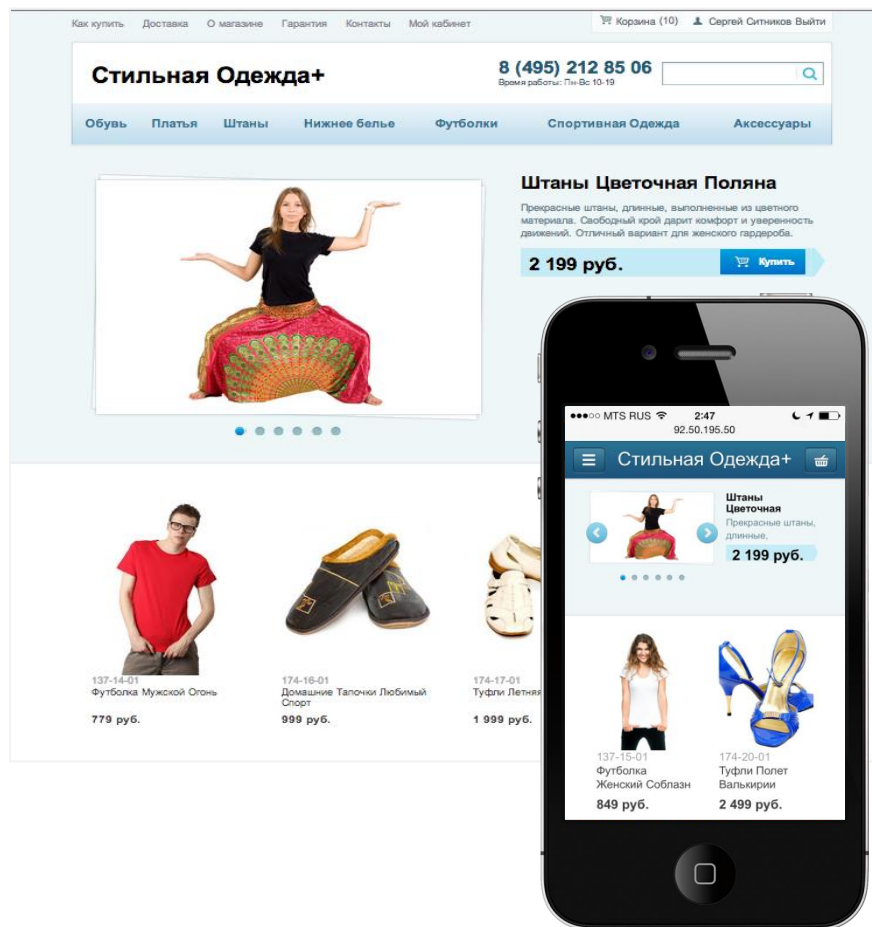 Как купить Доставка О магазине Гарантия Контакты Мой кабинет Корзина (10) Сергей Ситников Выйти
Стильная Одежда+
8 (495) 212 85 06
Время работы: Пн-Вс 10-19
Обувь Платья Штаны Нижнее белье Футболки Спортивная Одежда Аксессуары
Штаны Цветочная Поляна
Прекрасные штаны, длинные, выполненные из цветного
материала. Свободный крой дарит комфорт и уверенность
движений. Отличный вариант для женского гардероба.
2 199 руб. Купить
137-14-01
Футболка Мужской Огонь
779 руб.
174-16-01
Домашние Тапочки Любимый
Спорт
999 руб.
174-17-01
Туфли Летняя
1 999 руб.
MTS RUS 2:47
92.50.195.50
Стильная Одежда+
Штаны
Цветочная
Прекрасные штаны,
длинные,
2 199 руб.
137-15-01
Футболка
Женский Соблазн
849 руб.
174-20-01
Туфли Полет
Валькирии
2 499 руб.